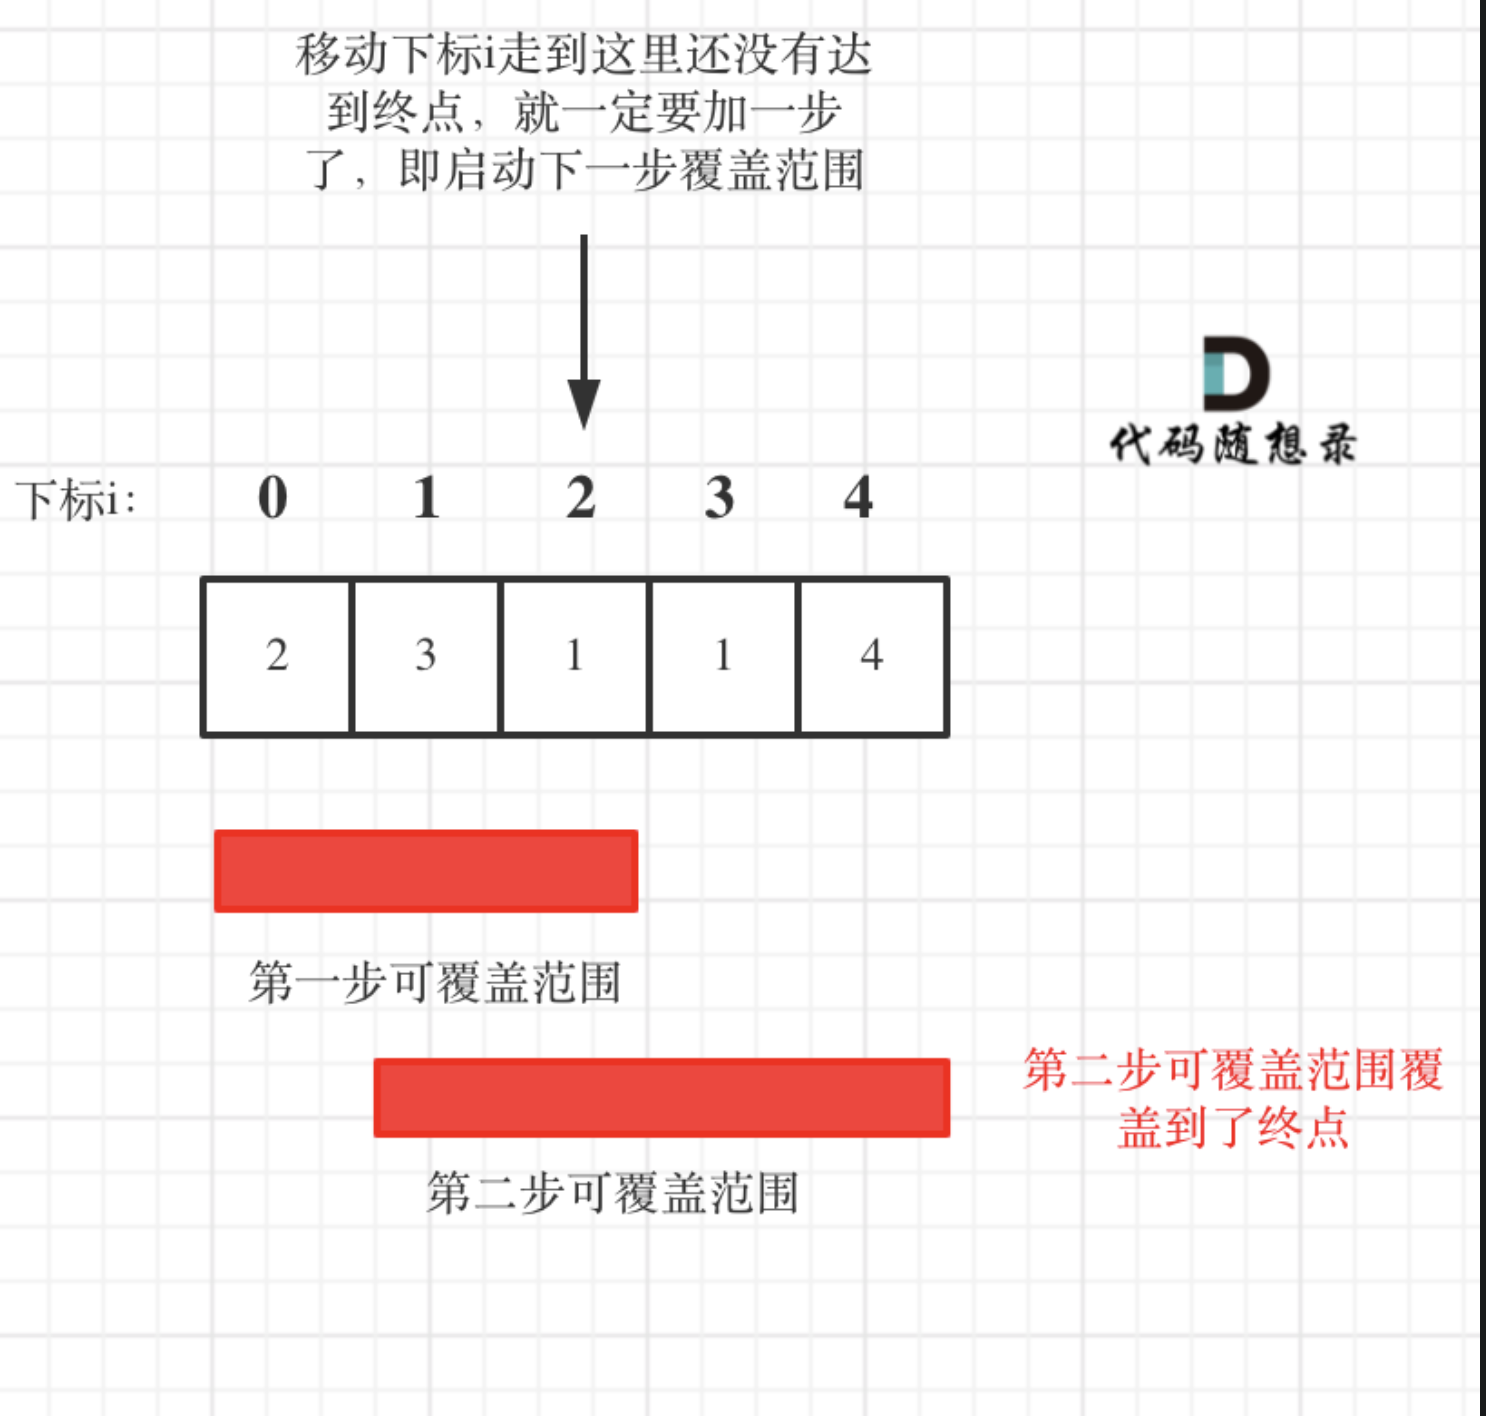 移动下标i走到这里还没有达
到终点，就一定要加一步
了，即启动下一步覆盖范围
代码随想录
下标i： 0 1 2 3 4
2 3 1 1 4
第一步可覆盖范围
第二步可覆盖范围覆
盖到了终点
第二步可覆盖范围